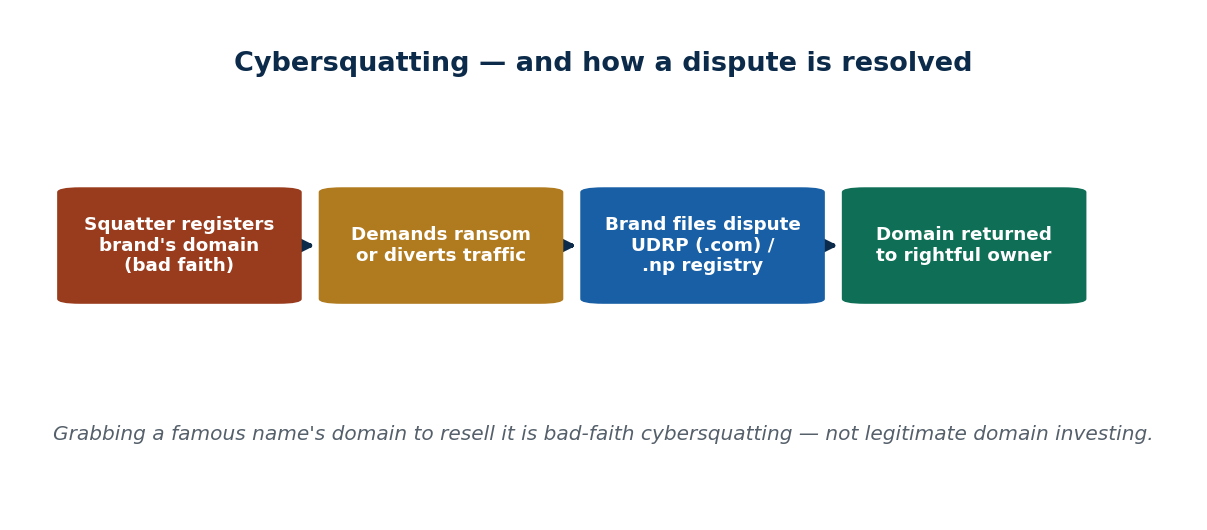 Cybersquatting — and how a dispute is resolved
Squatter registers
brand's domain
(bad faith)
Demands ransom
or diverts traffic
Brand files dispute
UDRP (.com) /
.np registry
Domain returned
to rightful owner
Grabbing a famous name's domain to resell it is bad-faith cybersquatting — not legitimate domain investing.